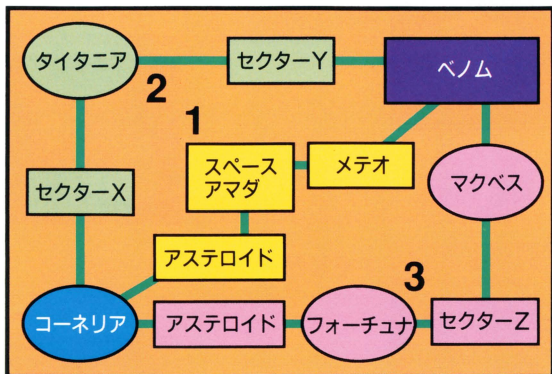 タイタニア
セクターY
ベノム
2
1
スペース
アマダ
メテオ
マクベス
セクターX
アステロイド
3
コーネリア
アステロイド
フォーチュナ
セクターZ